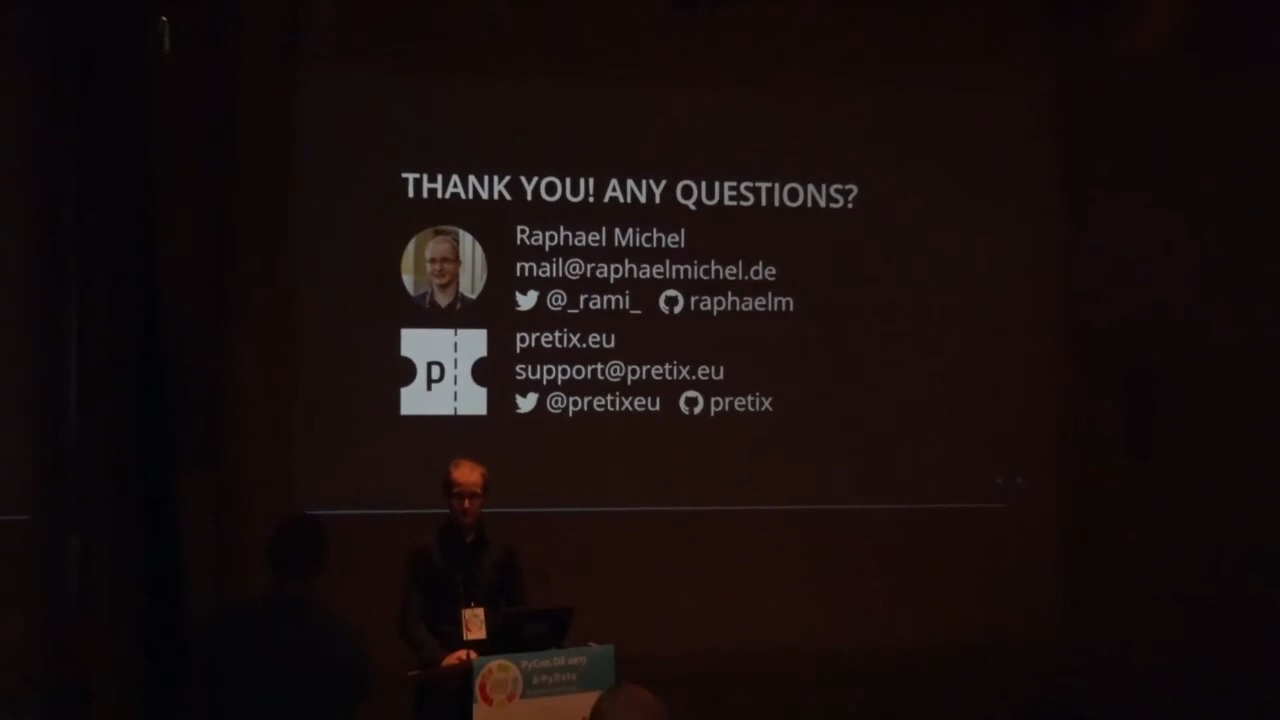 THANK YOU! ANY QUESTIONS?
Raphael Michel
mail@raphaelmichel.de
@_rami_ raphaelm
p
pretix.eu
support@pretix.eu
@pretixeu pretix
PyCon.DE 2017